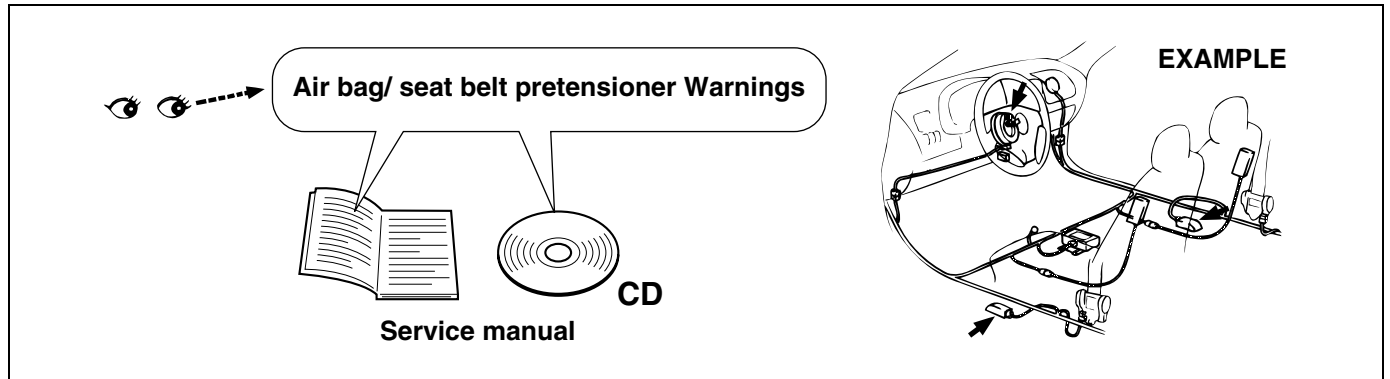 Air bag/ seat belt pretensioner Warnings
CD
Service manual
EXAMPLE